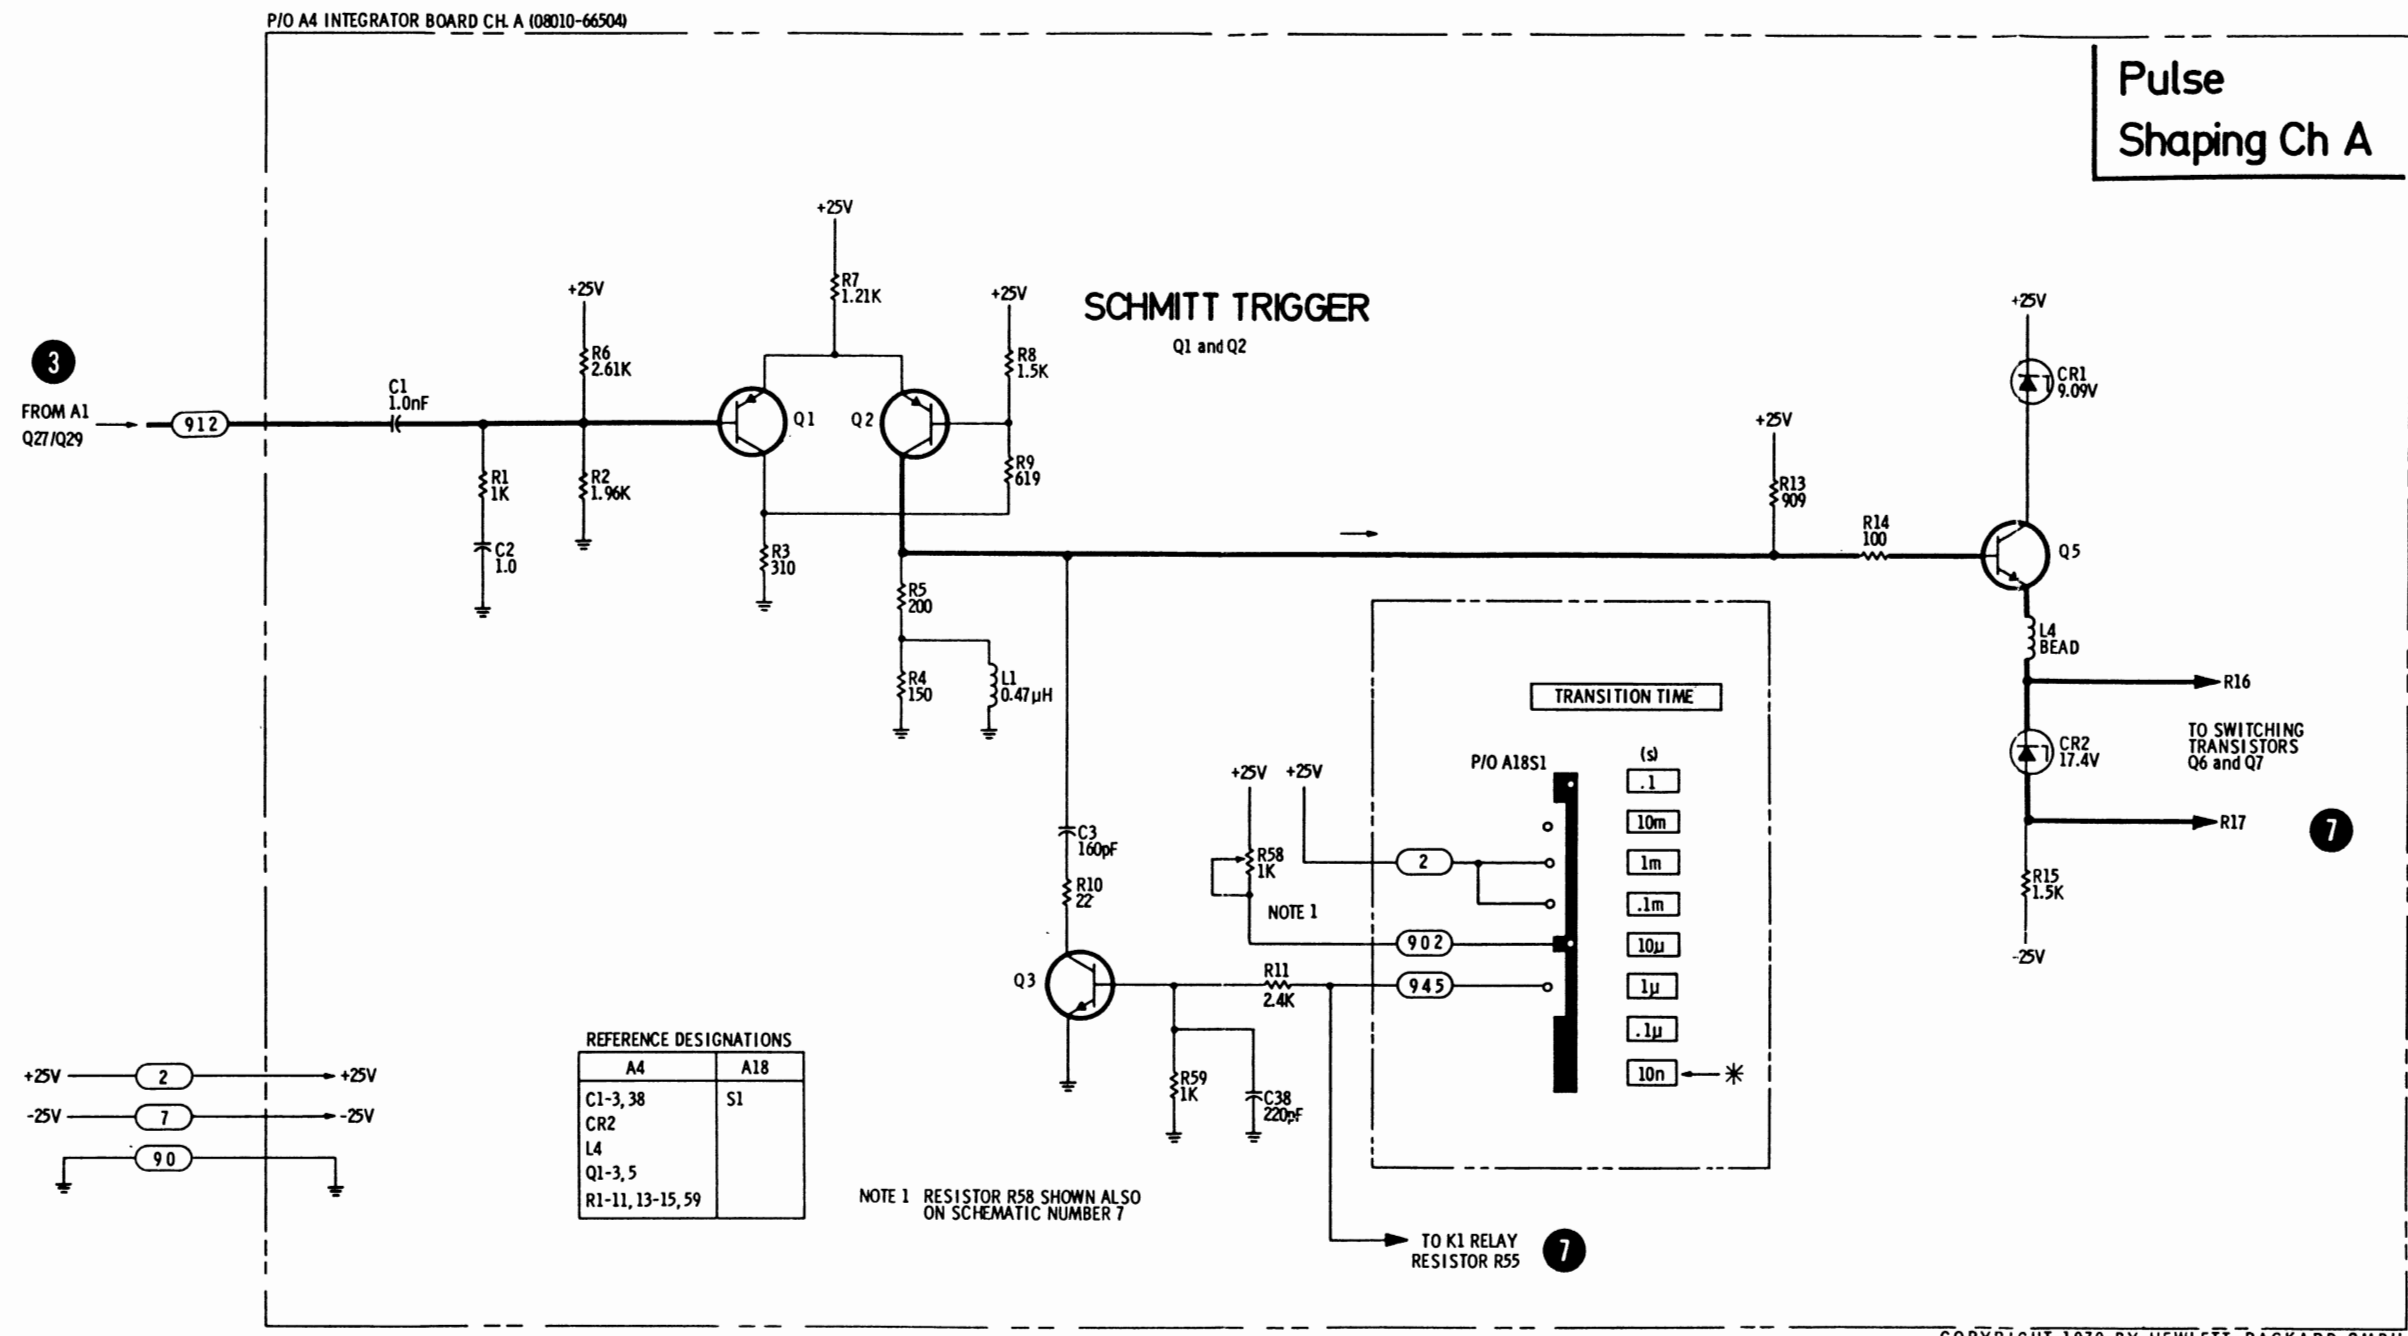 P/O A4 INTEGRATOR BOARD CH. A (08010-66504)
Pulse
Shaping Ch A
+25V
R7
1.21K
+25V
R6
2.61K
+25V
R8
1.5K
SCHMITT TRIGGER
Q1 and Q2
+25V
CR1
9.09V
3
FROM A1
Q27/Q29
912
C1
1.0nF
Q1
Q2
R1
1K
R2
1.96K
R9
619
C2
1.0
R3
310
+25V
R13
909
R14
100
Q5
R5
200
R4
150
L1
0.47µH
L4
BEAD
R16
TO SWITCHING
TRANSISTORS
Q6 and Q7
CR2
17.4V
R17
7
R15
1.5K
-25V
TRANSITION TIME
P/O A18S1
(s)
.1
10m
1m
.1m
10µ
1µ
.1µ
10n
+25V
+25V
C3
160pF
R58
1K
2
R10
22
NOTE 1
902
Q3
R11
2.4K
945
R59
1K
C38
220pF
+25V 2 +25V
-25V 7 -25V
90
REFERENCE DESIGNATIONS
A4 A18
C1-3, 38 S1
CR2
L4
Q1-3, 5
R1-11, 13-15, 59
NOTE 1 RESISTOR R58 SHOWN ALSO
ON SCHEMATIC NUMBER 7
TO K1 RELAY
RESISTOR R55
7